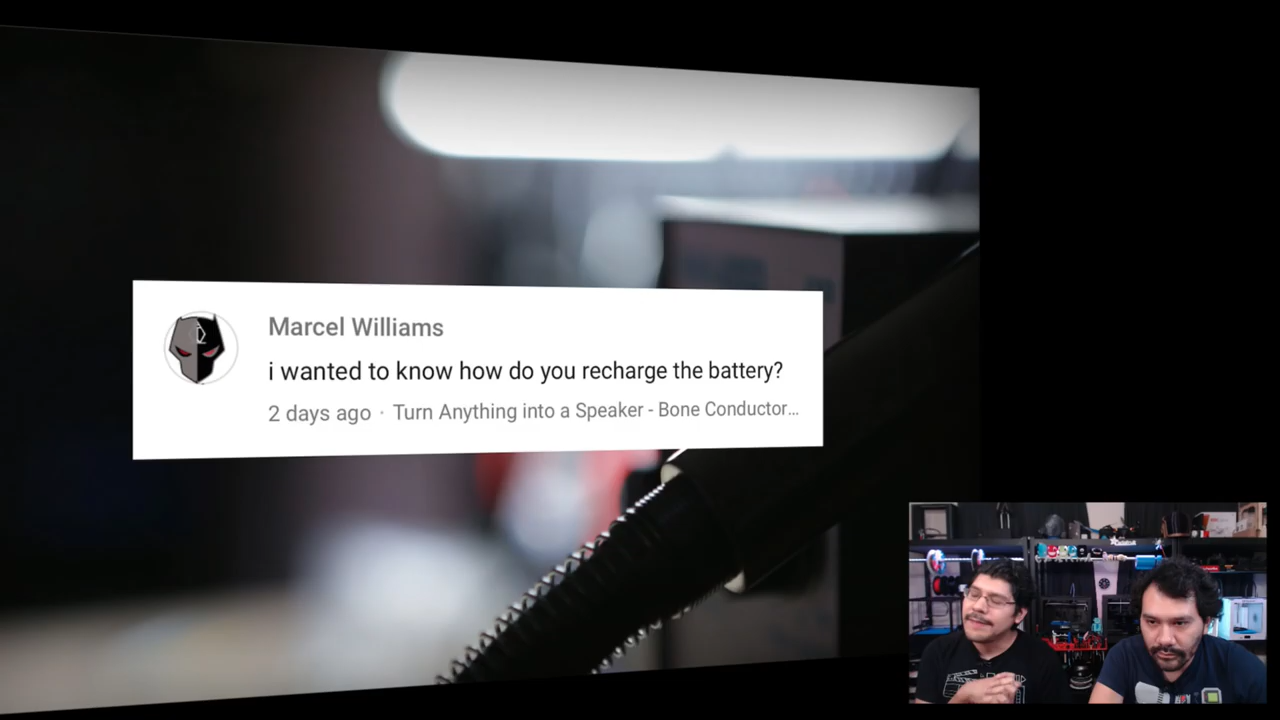 Marcel Williams
i wanted to know how do you recharge the battery?
2 days ago · Turn Anything into a Speaker - Bone Conductor…